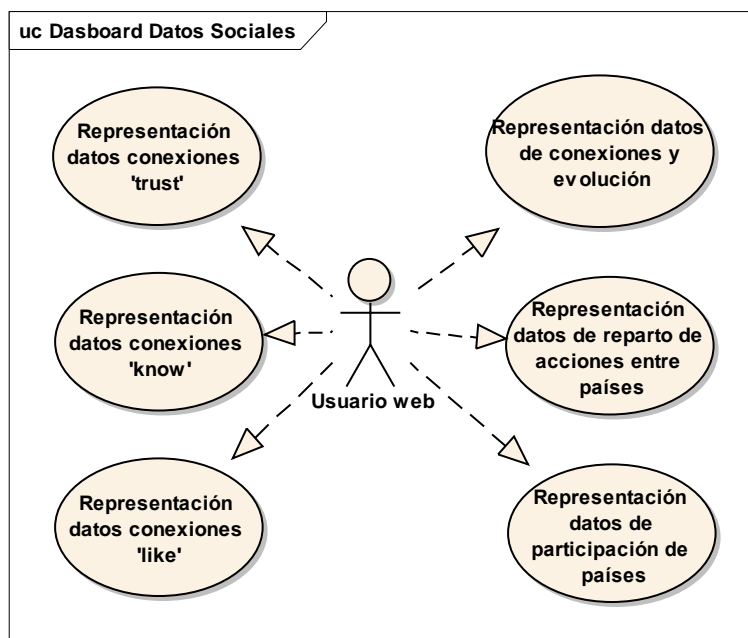 uc Dasboard Datos Sociales
Representación
datos conexiones
'trust'
Representación datos
de conexiones y
evolución
Representación
datos conexiones
'know'
Representación
datos de reparto de
acciones entre
países
Usuario web
Representación
datos conexiones
'like'
Representación
datos de
participación de
países